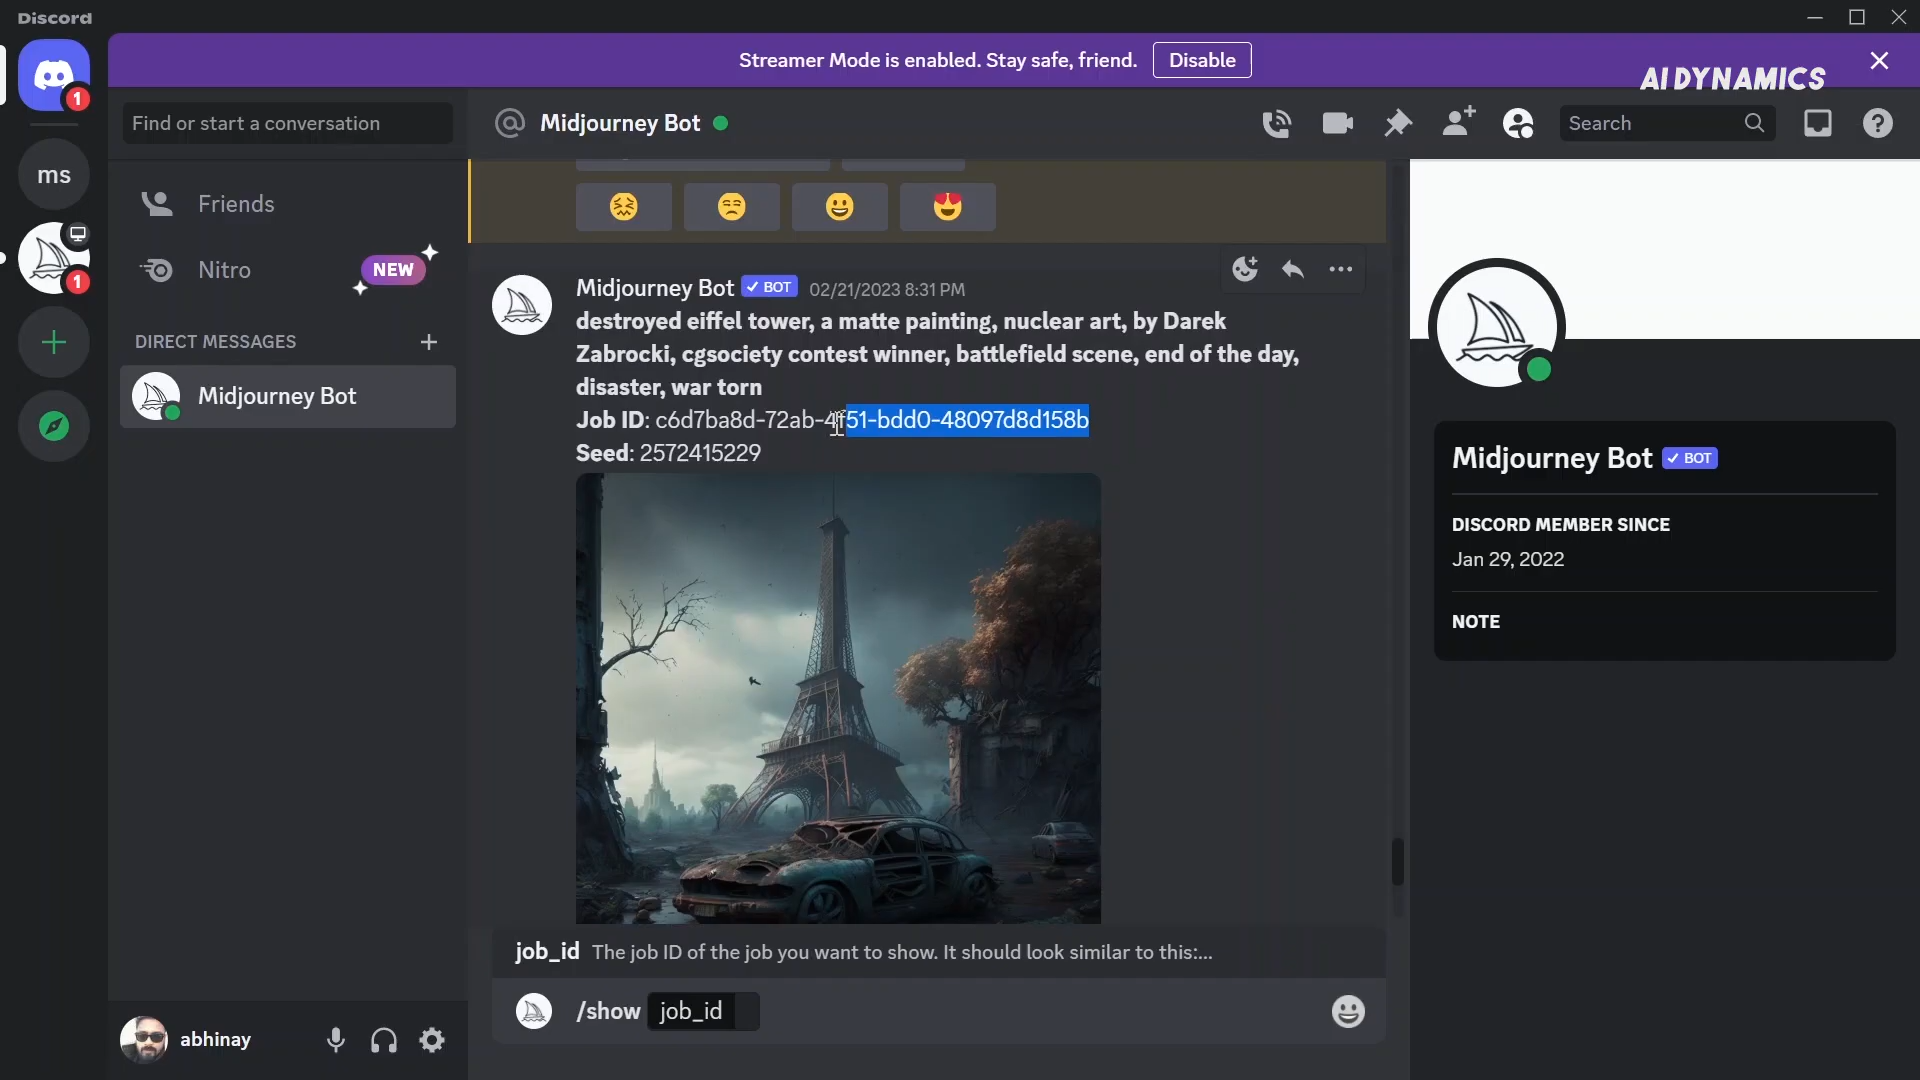 Discord
Streamer Mode is enabled. Stay safe, friend. Disable
AI DYNAMICS
1
Find or start a conversation
Midjourney Bot
Search
ms
Friends
Nitro
NEW
1
DIRECT MESSAGES
Midjourney Bot
Midjourney Bot BOT 02/21/2023 8:31 PM
destroyed eiffel tower, a matte painting, nuclear art, by Darek
Zabrocki, cgsociety contest winner, battlefield scene, end of the day,
disaster, war torn
Job ID: c6d7ba8d-72ab-4f51-bdd0-48097d8d158b
Seed: 2572415229
job_id The job ID of the job you want to show. It should look similar to this:...
/show job_id
abhinay
Midjourney Bot BOT
DISCORD MEMBER SINCE
Jan 29, 2022
NOTE